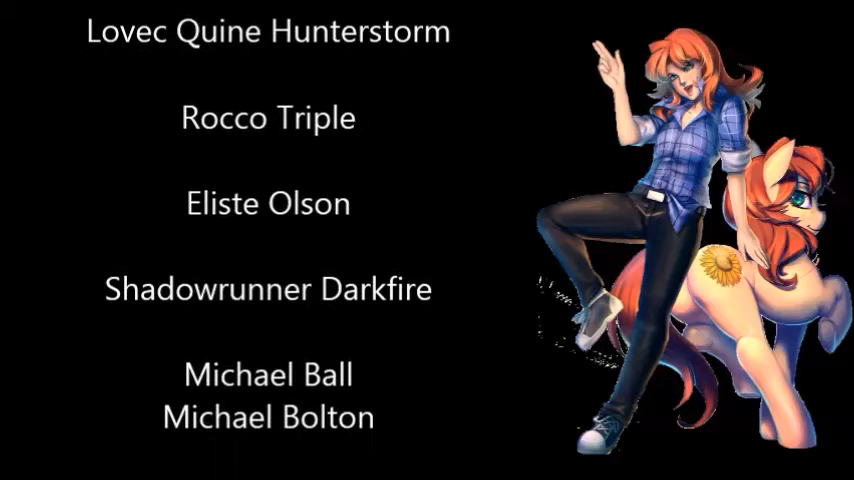 Lovec Quine Hunterstorm
Rocco Triple
Eliste Olson
Shadowrunner Darkfire
Michael Ball
Michael Bolton